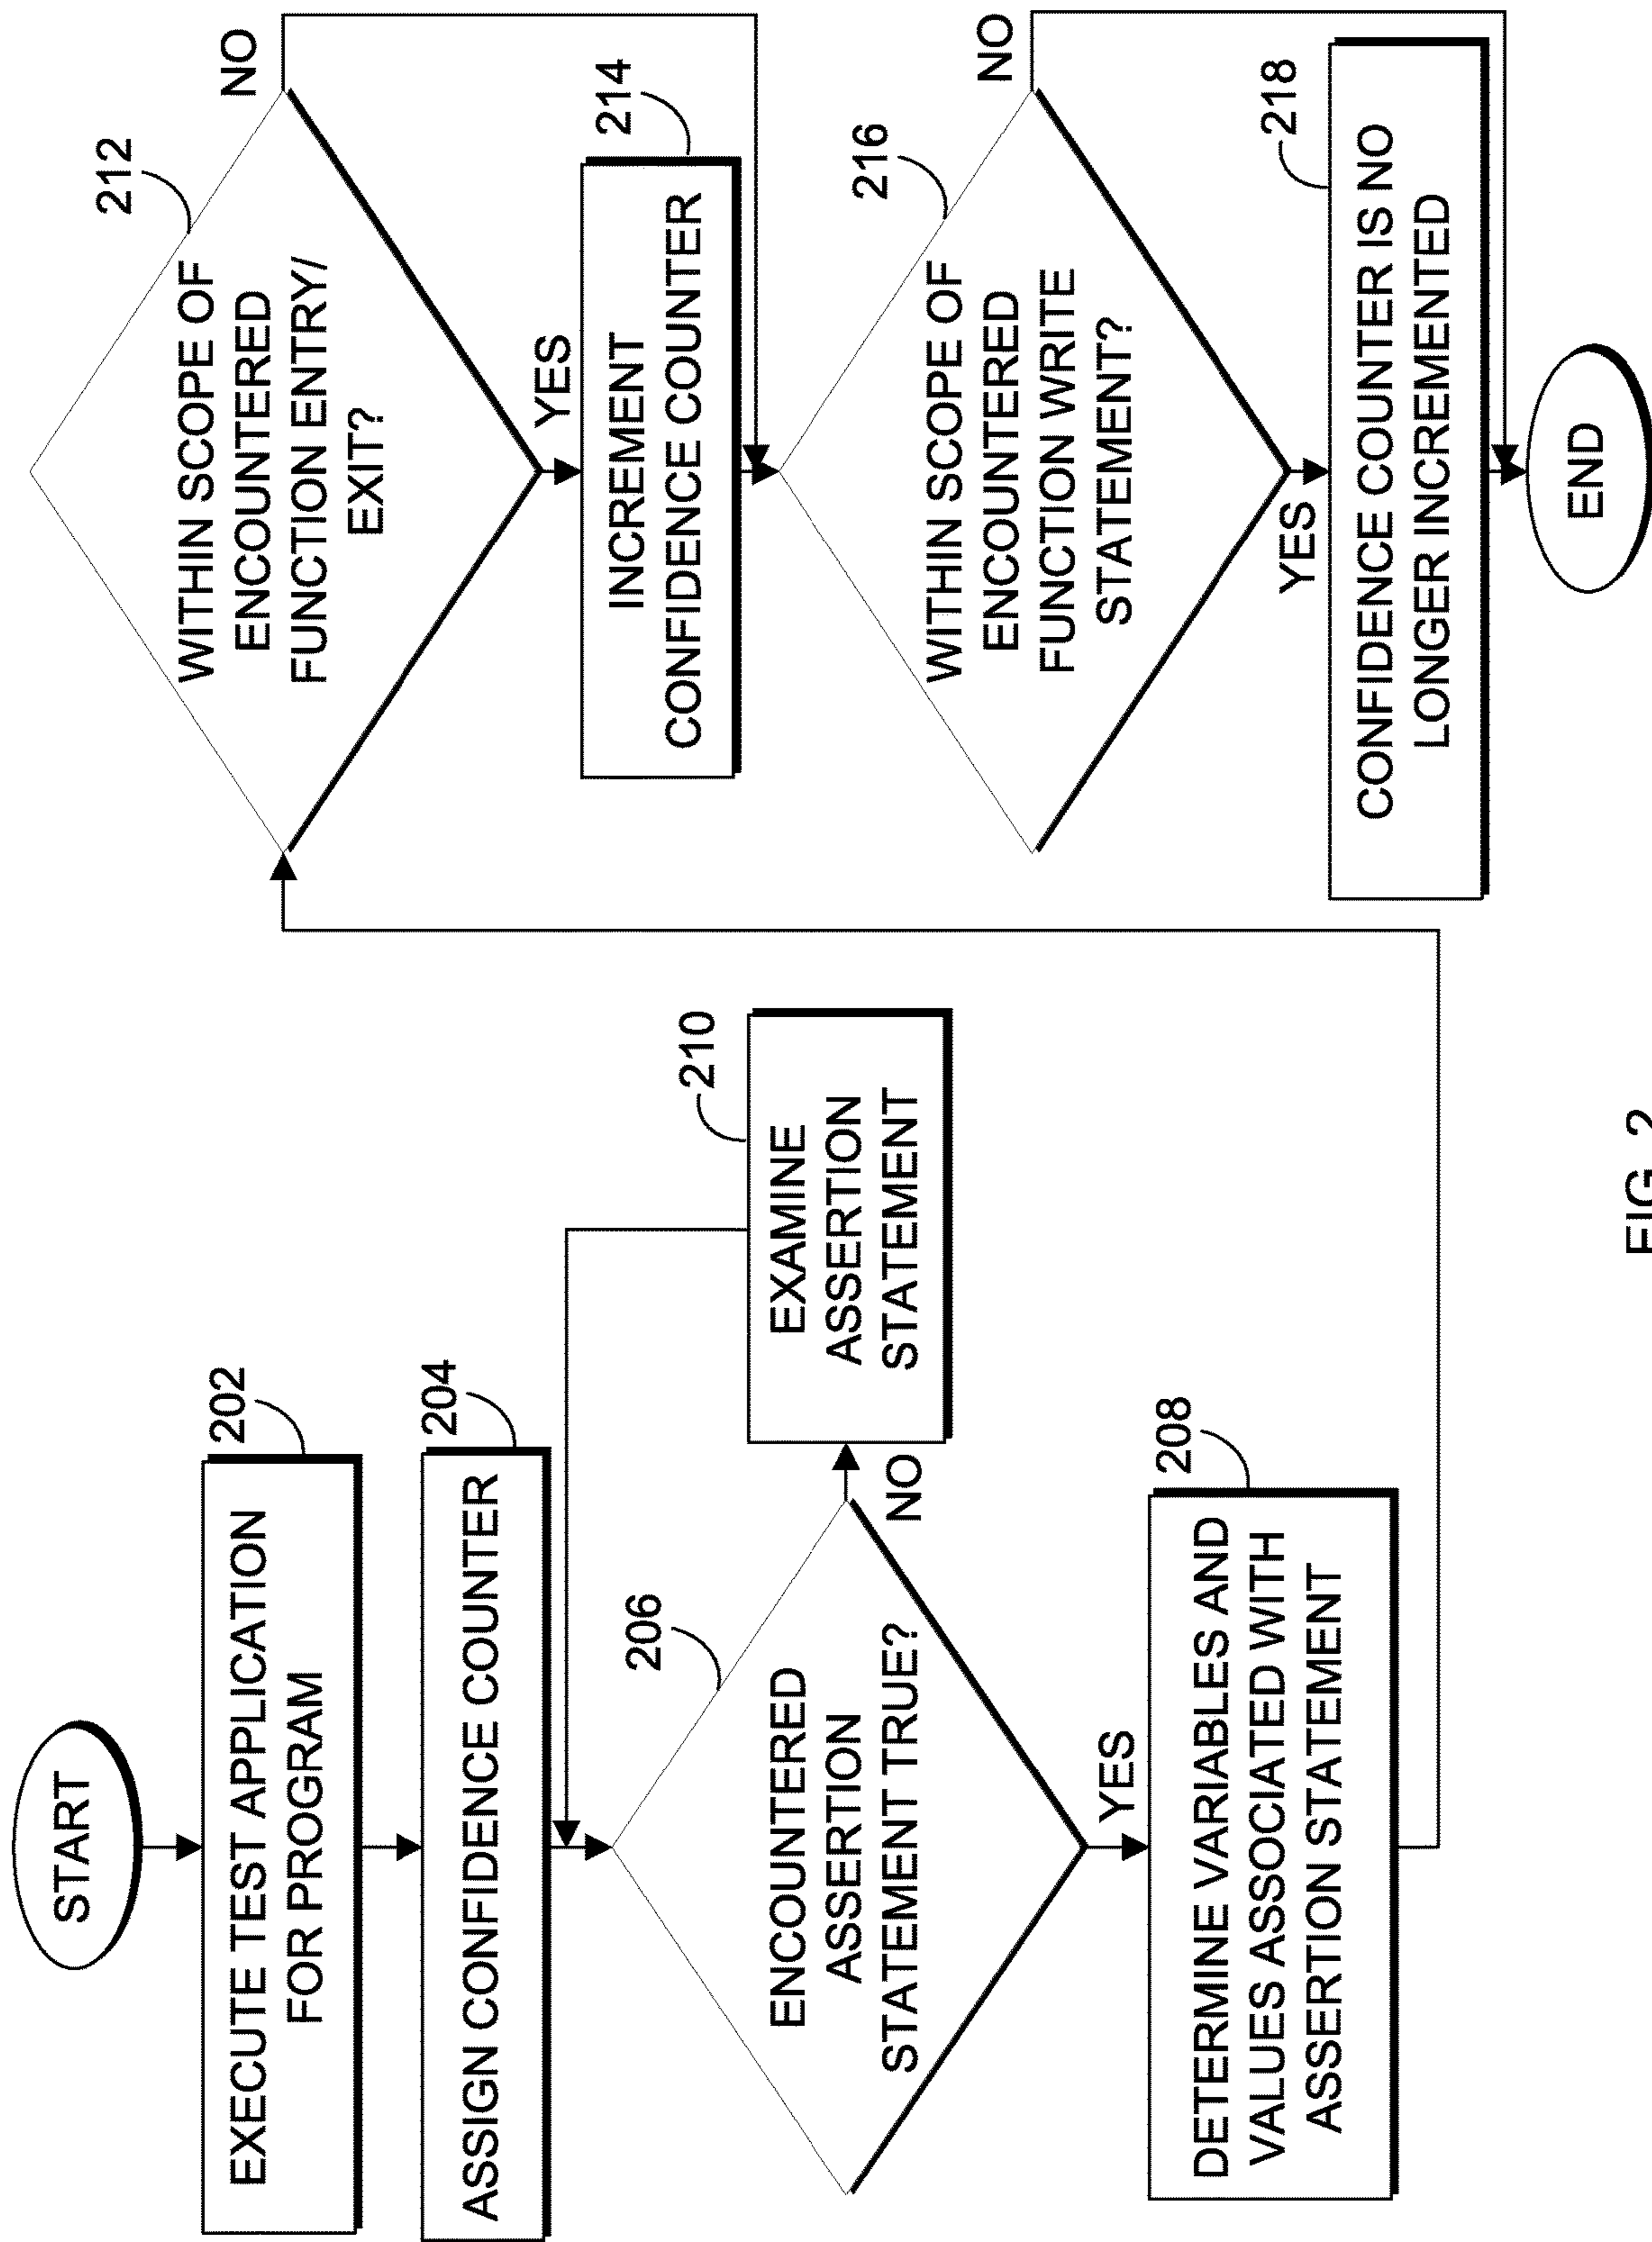 START
202
EXECUTE TEST APPLICATION
FOR PROGRAM
204
ASSIGN CONFIDENCE COUNTER
206
ENCOUNTERED
ASSERTION
STATEMENT TRUE?
NO
210
EXAMINE
ASSERTION
STATEMENT
YES
208
DETERMINE VARIABLES AND
VALUES ASSOCIATED WITH
ASSERTION STATEMENT
212
WITHIN SCOPE OF
ENCOUNTERED
FUNCTION ENTRY/
EXIT?
NO
YES
214
INCREMENT
CONFIDENCE COUNTER
216
WITHIN SCOPE OF
ENCOUNTERED
FUNCTION WRITE
STATEMENT?
NO
YES
218
CONFIDENCE COUNTER IS NO
LONGER INCREMENTED
END
FIG. 2